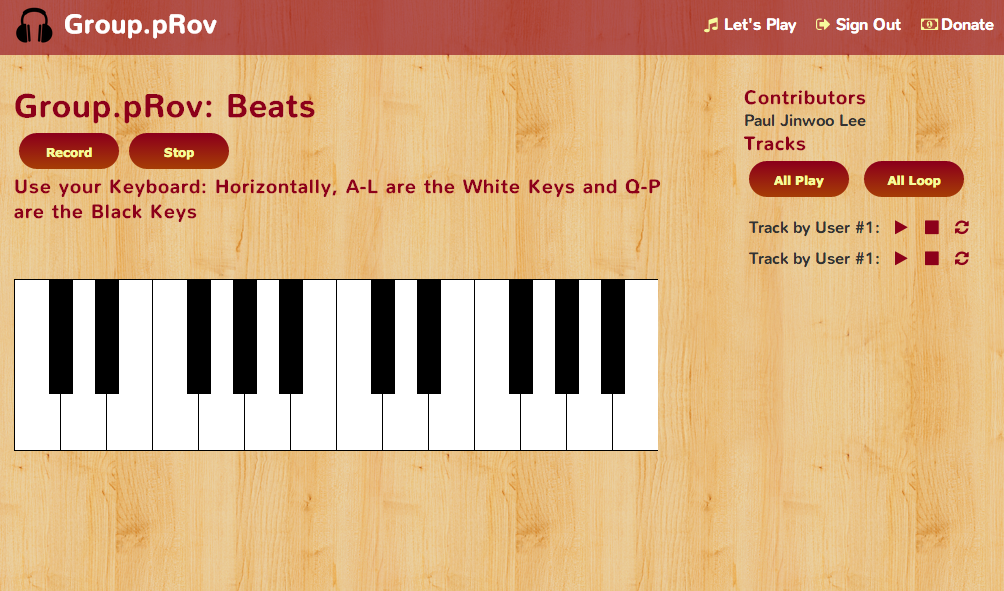 Group.pRov
Let's Play
Sign Out
Donate
Group.pRov: Beats
Record
Stop
Use your Keyboard: Horizontally, A-L are the White Keys and Q-P
are the Black Keys
Contributors
Paul Jinwoo Lee
Tracks
All Play
All Loop
Track by User #1:
Track by User #1: